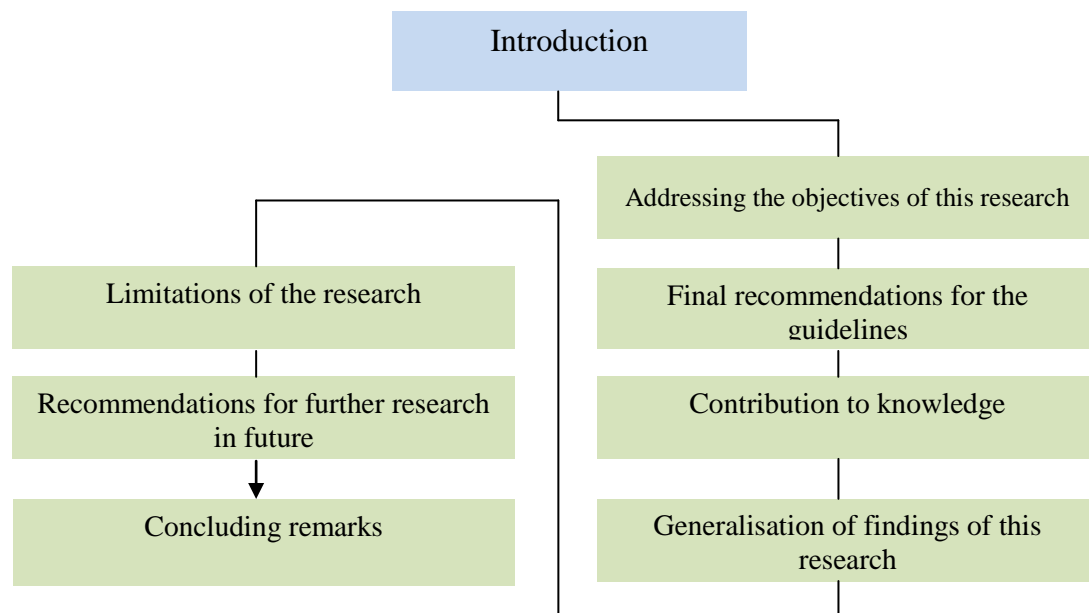 Introduction
Addressing the objectives of this research
Final recommendations for the
guidelines
Contribution to knowledge
Generalisation of findings of this
research
Limitations of the research
Recommendations for further research
in future
Concluding remarks